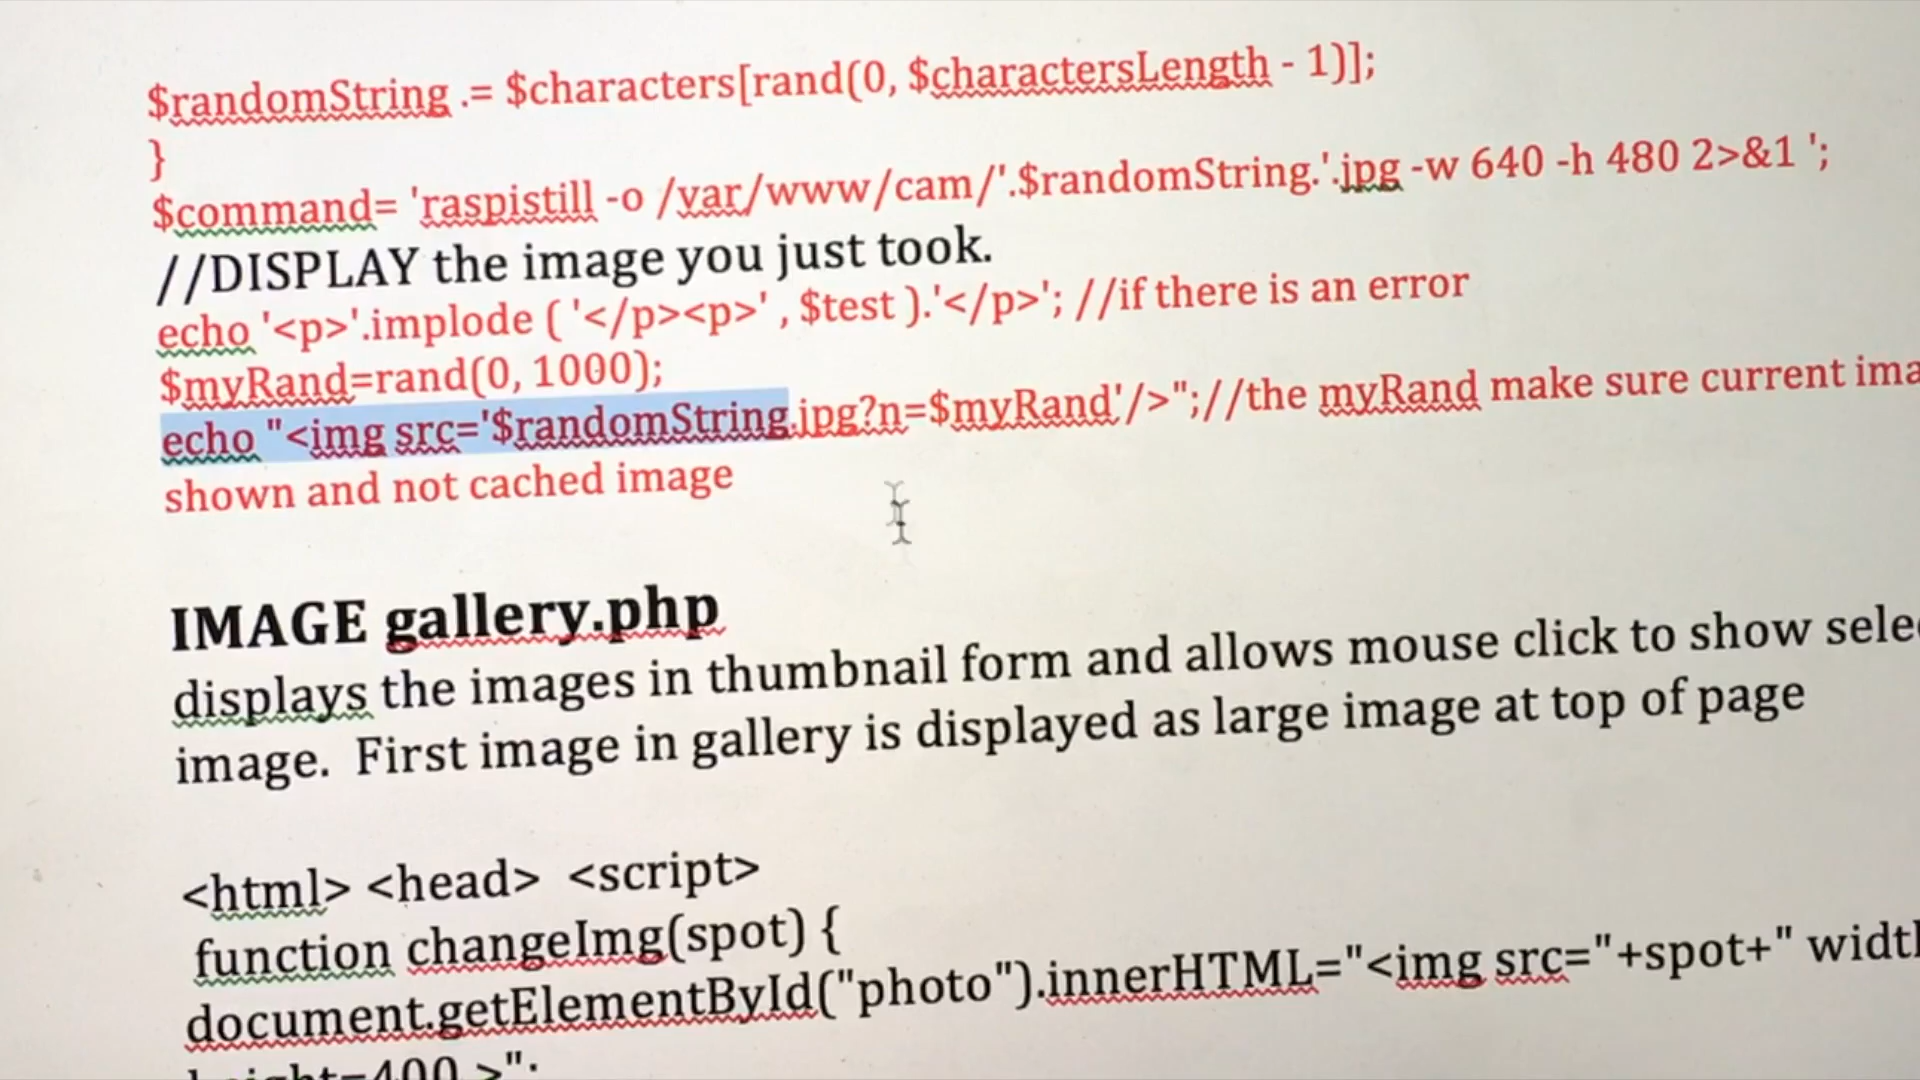 $randomString .= $characters[rand(0, $charactersLength - 1)];
}
$command= 'raspistill -o /var/www/cam/'.$randomString.'.jpg -w 640 -h 480 2>&1 ';
//DISPLAY the image you just took.
echo '<p>'.implode ( '</p><p>' , $test ).'</p>'; //if there is an error
$myRand=rand(0, 1000);
echo "<img src='$randomString.jpg?n=$myRand'/>";//the myRand make sure current ima
shown and not cached image
IMAGE gallery.php
displays the images in thumbnail form and allows mouse click to show selec
image. First image in gallery is displayed as large image at top of page
<html> <head> <script>
function changeImg(spot) {
document.getElementById("photo").innerHTML="<img src="+spot+" width
height=400 >";